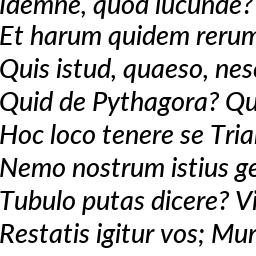 Idemne, quod iucunde?
Et harum quidem rerum
Quis istud, quaeso, nesc
Quid de Pythagora? Qu
Hoc loco tenere se Tria
Nemo nostrum istius ge
Tubulo putas dicere? Vi
Restatis igitur vos; Mur